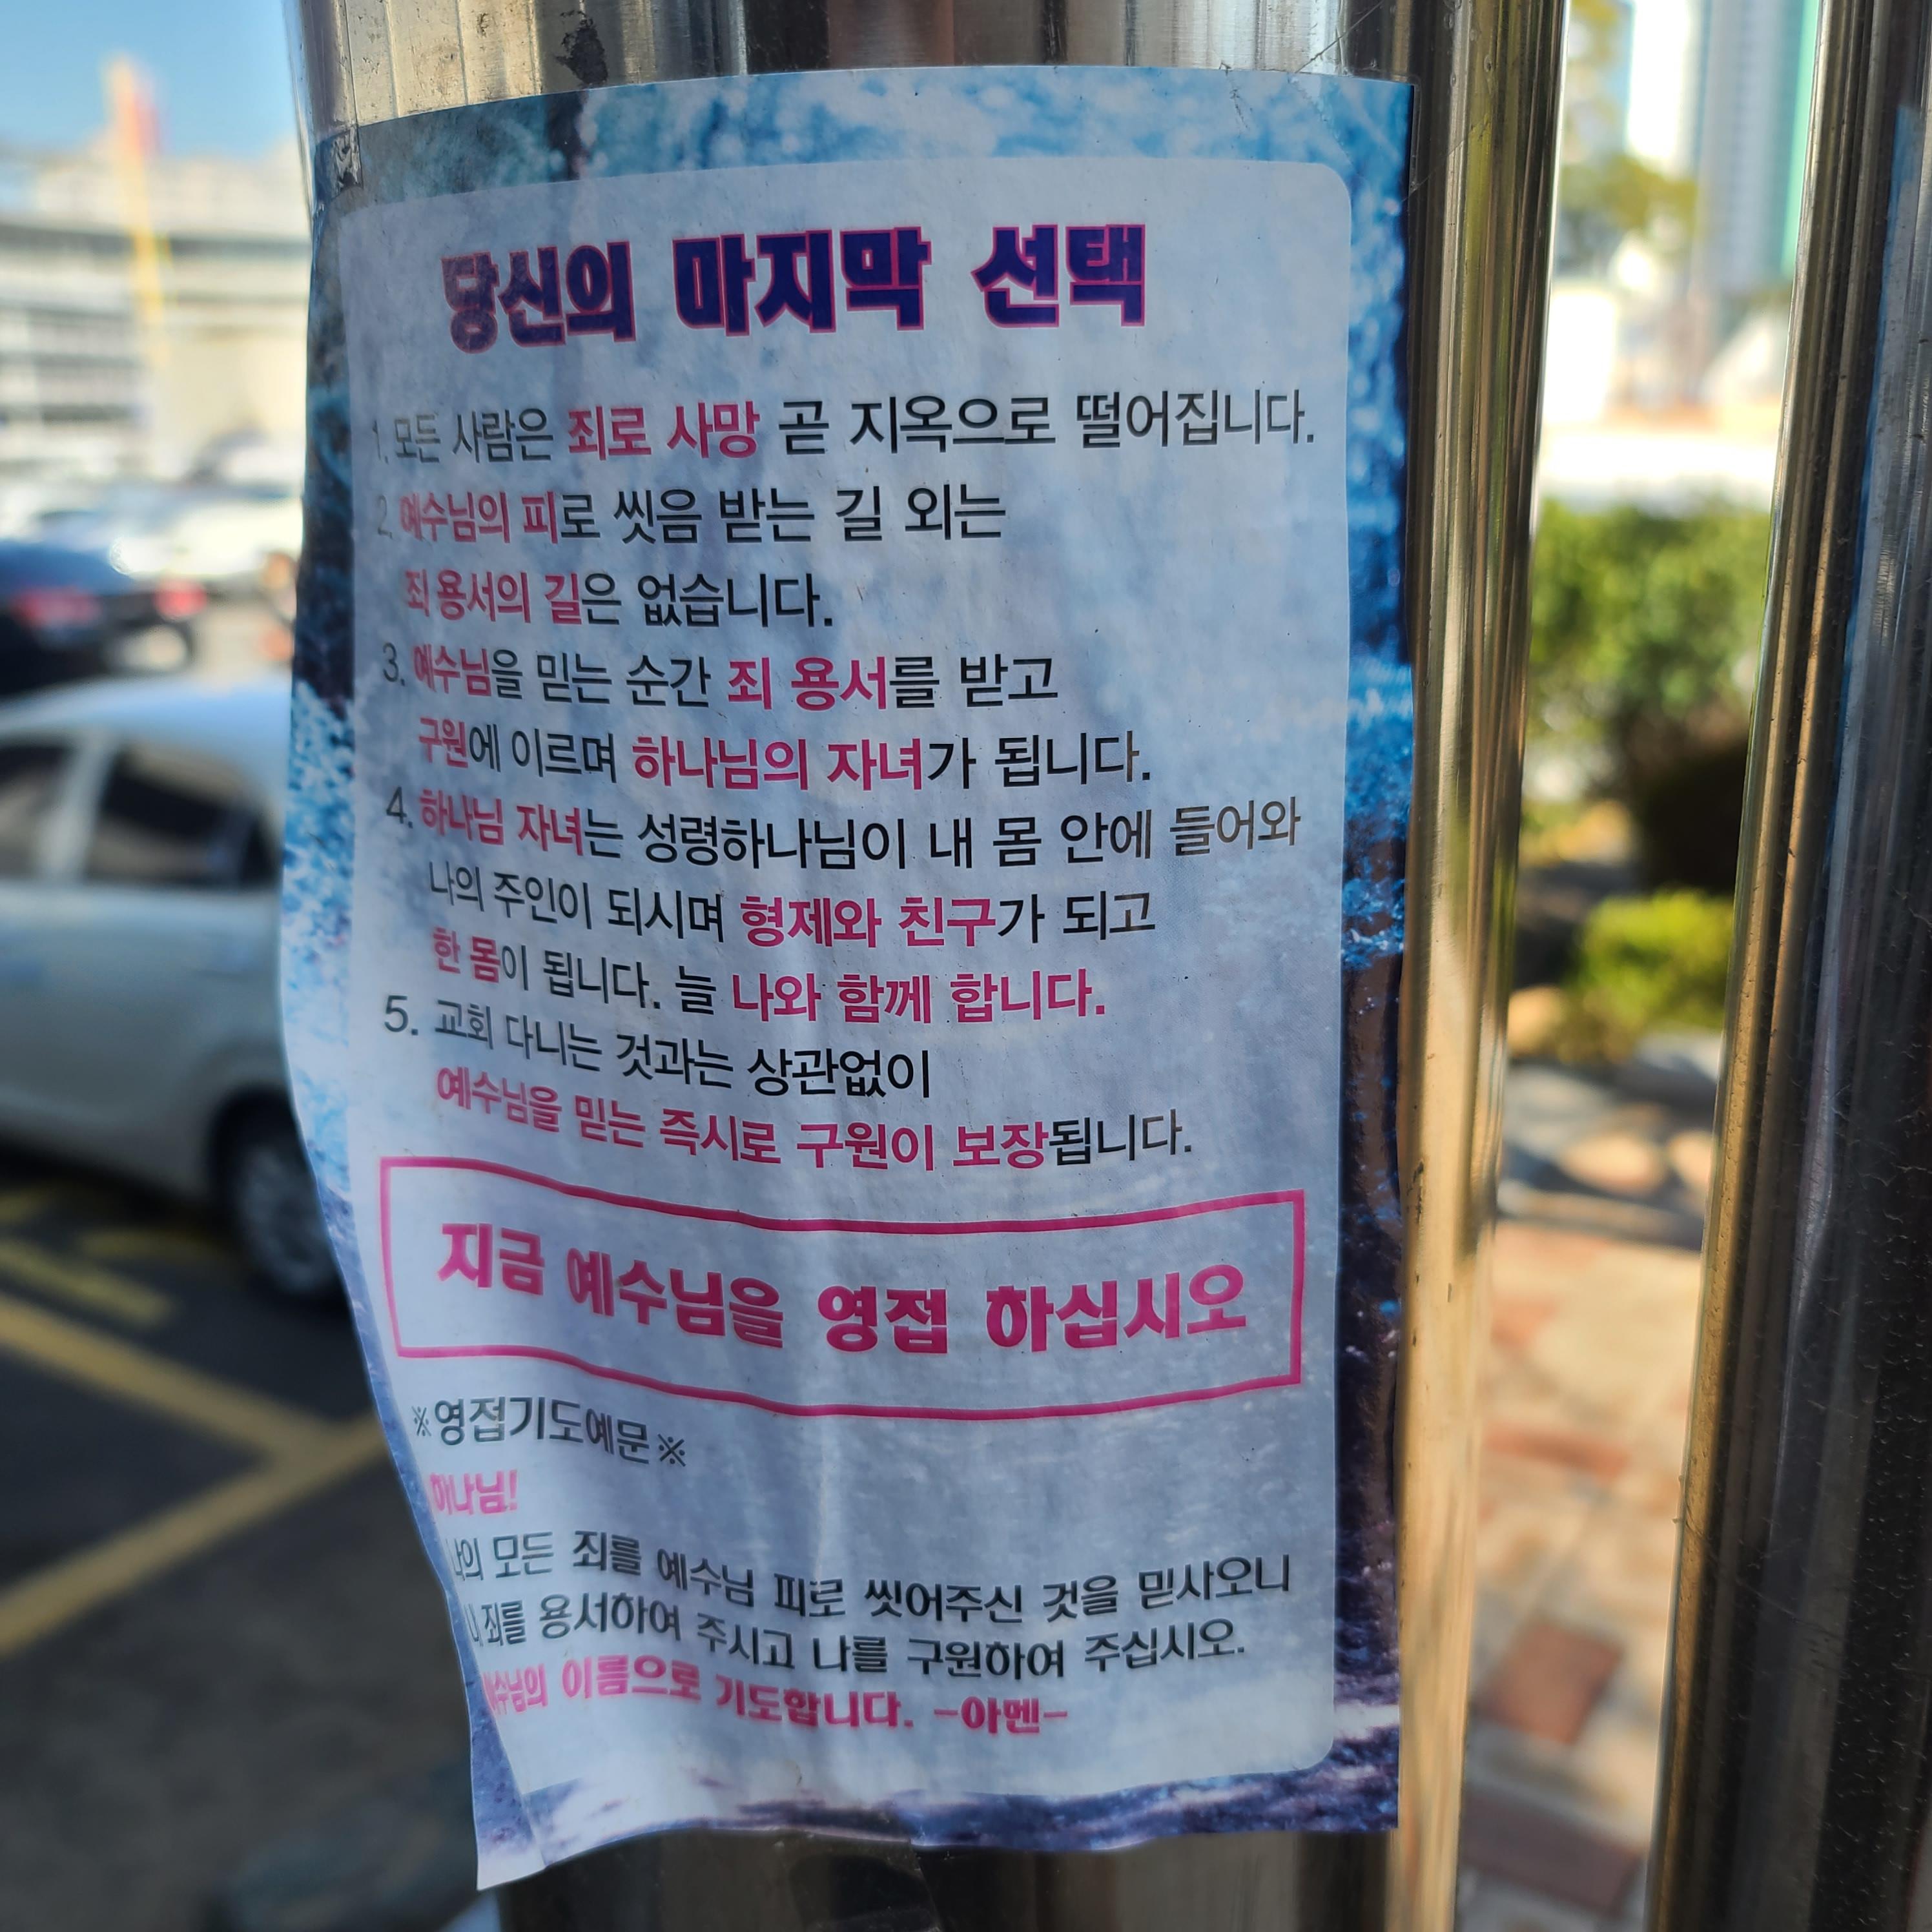 당신의 마지막 선택
1. 모든 사람은 죄로 사망 곧 지옥으로 떨어집니다.
2. 예수님의 피로 씻음 받는 길 외는
죄 용서의 길은 없습니다.
3. 예수님을 믿는 순간 죄 용서를 받고
구원에 이르며 하나님의 자녀가 됩니다.
4. 하나님 자녀는 성령하나님이 내 몸 안에 들어와
나의 주인이 되시며 형제와 친구가 되고
한 몸이 됩니다. 늘 나와 함께 합니다.
5. 교회 다니는 것과는 상관없이
예수님을 믿는 즉시로 구원이 보장됩니다.
지금 예수님을 영접 하십시오
※영접기도예문※
하나님!
나의 모든 죄를 예수님 피로 씻어주신 것을 믿사오니
죄를 용서하여 주시고 나를 구원하여 주십시오.
예수님의 이름으로 기도합니다. -아멘-